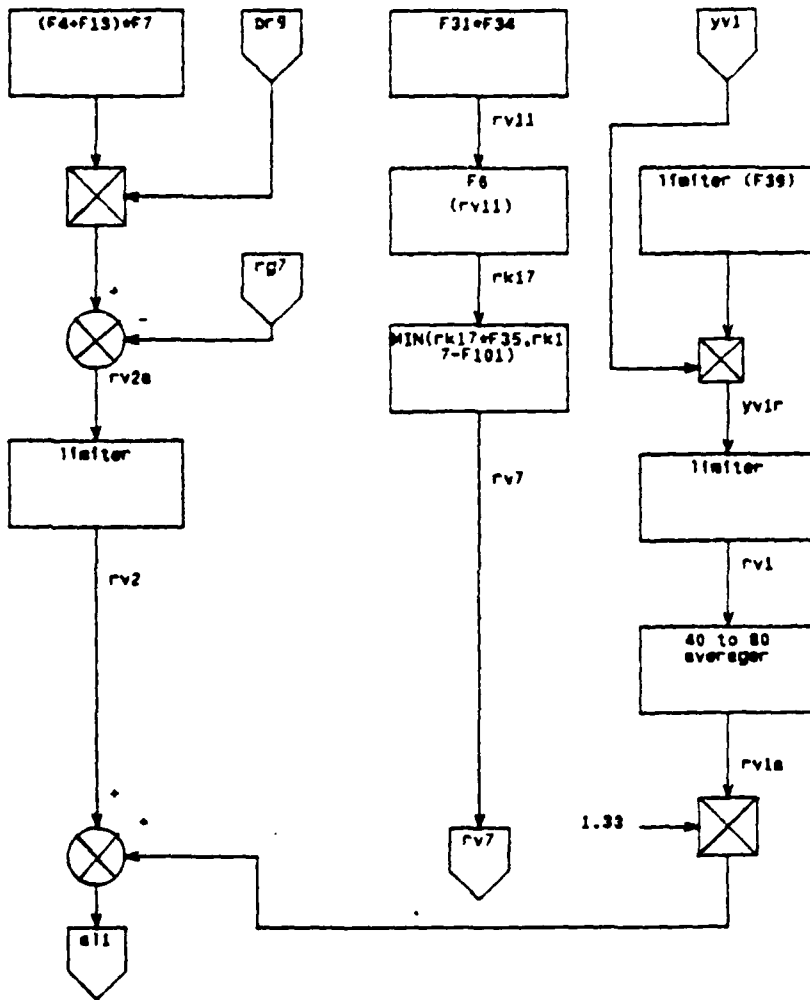 (F4+F13)*F7
pr9
F31*F34
yv1
rv11
F6
(rv11)
limiter (F39)
rg7
rk17
+
-
MIN(rk17*F35,rk1
7-F101)
rv2a
yv1r
limiter
limiter
rv7
rv2
rv1
40 to 80
averager
rv1a
+
+
1.33
rv7
al1